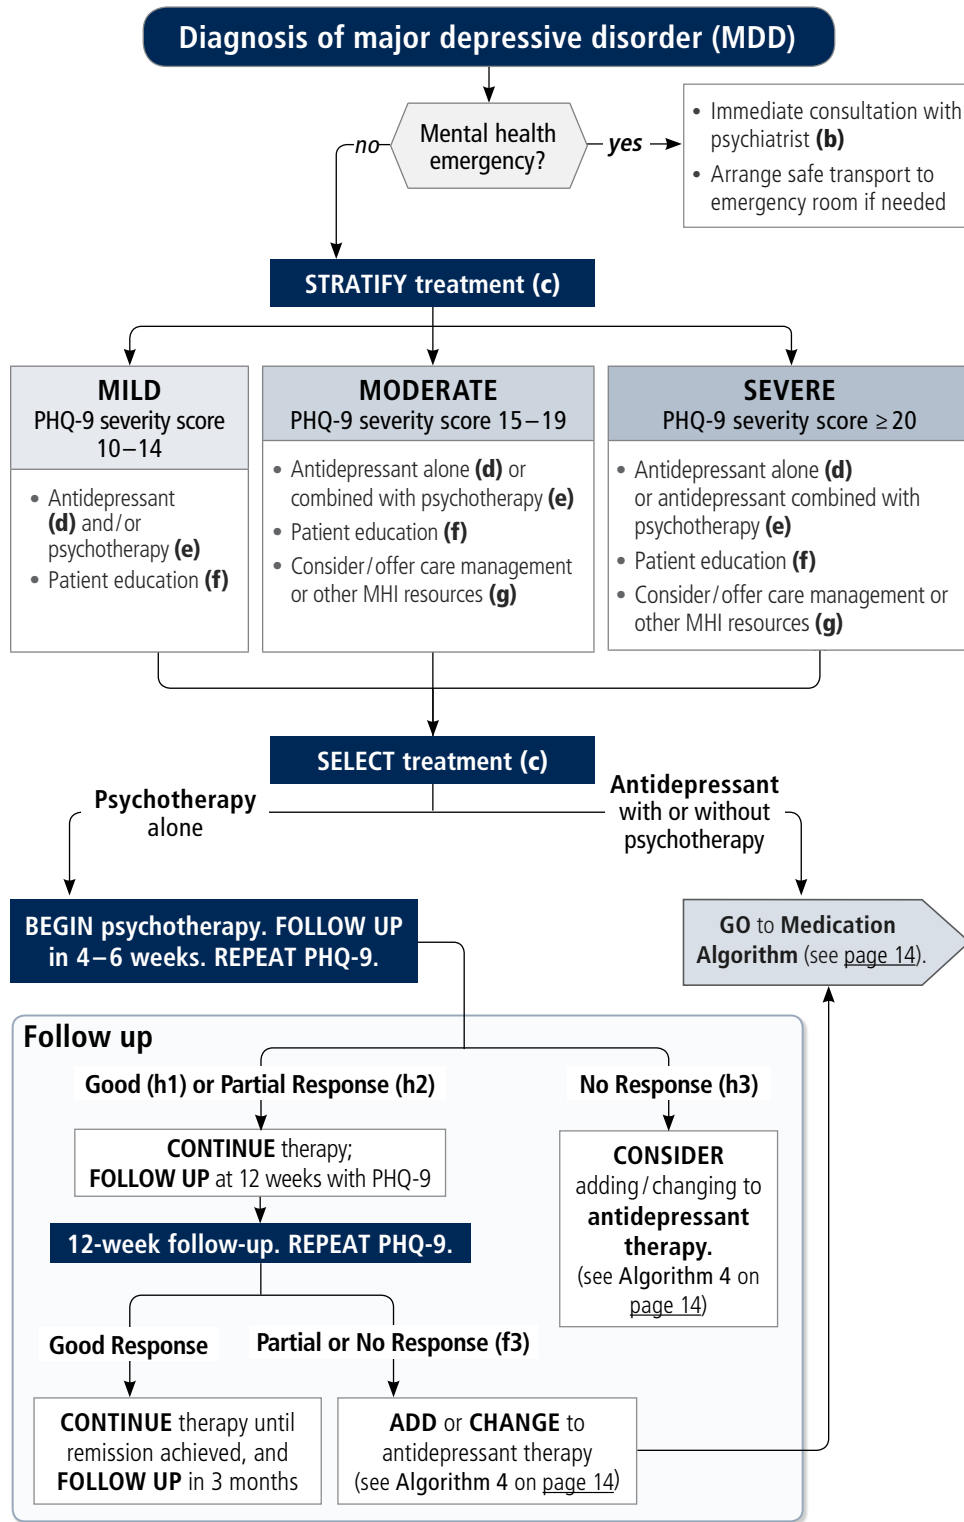 Diagnosis of major depressive disorder (MDD)
Mental health
emergency?
no
yes
• Immediate consultation with
psychiatrist (b)
• Arrange safe transport to
emergency room if needed
STRATIFY treatment (c)
MILD
PHQ-9 severity score
10–14
• Antidepressant
(d) and/or
psychotherapy (e)
• Patient education (f)
MODERATE
PHQ-9 severity score 15–19
• Antidepressant alone (d) or
combined with psychotherapy (e)
• Patient education (f)
• Consider/offer care management
or other MHI resources (g)
SEVERE
PHQ-9 severity score ≥20
• Antidepressant alone (d)
or antidepressant combined with
psychotherapy (e)
• Patient education (f)
• Consider/offer care management or
other MHI resources (g)
SELECT treatment (c)
Psychotherapy
alone
Antidepressant
with or without
psychotherapy
BEGIN psychotherapy. FOLLOW UP
in 4–6 weeks. REPEAT PHQ-9.
GO to Medication
Algorithm (see page 14).
Follow up
Good (h1) or Partial Response (h2)
No Response (h3)
CONTINUE therapy;
FOLLOW UP at 12 weeks with PHQ-9
CONSIDER
adding/changing to
antidepressant
therapy.
(see Algorithm 4 on
page 14)
12-week follow-up. REPEAT PHQ-9.
Good Response
Partial or No Response (f3)
CONTINUE therapy until
remission achieved, and
FOLLOW UP in 3 months
ADD or CHANGE to
antidepressant therapy
(see Algorithm 4 on page 14)